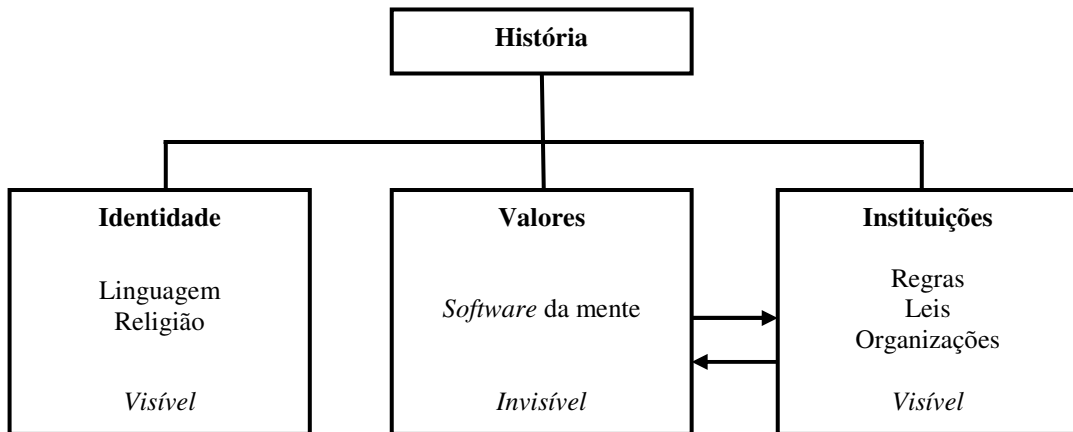 História
Identidade
Linguagem
Religião
Visível
Valores
Software da mente
Invisível
Instituições
Regras
Leis
Organizações
Visível